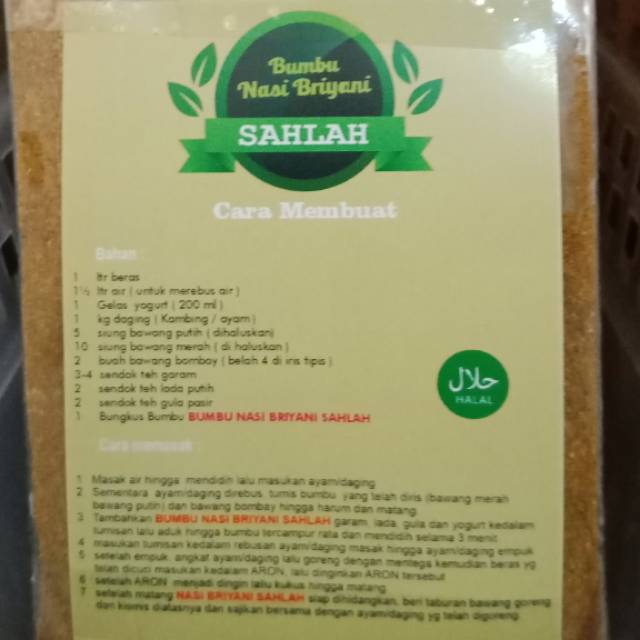 Bumbu
Nasi Briyani
SAHLAH
Cara Membuat
Bahan :
1 ltr beras
1½ ltr air ( untuk merebus air )
1 Gelas yogurt ( 200 ml )
1 kg daging ( Kambing / ayam )
5 siung bawang putih ( dihaluskan)
10 siung bawang merah ( di haluskan )
2 buah bawang bombay ( belah 4 di iris tipis )
3-4 sendok teh garam
2 sendok teh lada putih
2 sendok teh gula pasir
1 Bungkus Bumbu BUMBU NASI BRIYANI SAHLAH
حلال
HALAL
Cara memasak :
1 Masak air hingga mendidih lalu masukan ayam/daging
2 Sementara ayam/daging direbus, tumis bumbu yang telah diris (bawang merah
bawang putih) dan bawang bombay hingga harum dan matang
3 Tambahkan BUMBU NASI BRIYANI SAHLAH garam, lada, gula dan yogurt kedalam
tumisan lalu aduk hingga bumbu tercampur rata dan mendidih selama 3 menit
4 masukan tumisan kedalam rebusan ayam/daging masak hingga ayam/daging empuk
5 setelah empuk, angkat ayam/daging lalu goreng dengan mentega kemudian beras yg
telah dicuci masukan kedalam ARON, lalu dinginkan ARON tersebut
6 setelah ARON menjadi dingin lalu kukus hingga matang
7 setelah matang NASI BRIYANI SAHLAH siap dihidangkan, beri taburan bawang goreng
dan kismis diatasnya dan sajikan bersama dengan ayam/daging yg telah digoreng